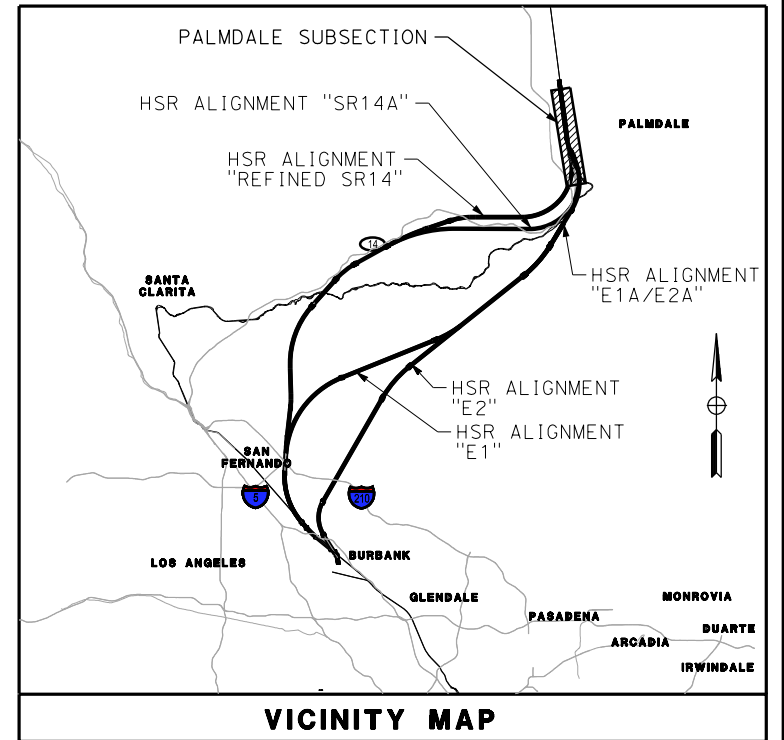 PALMDALE SUBSECTION
HSR ALIGNMENT "SR14A"
PALMDALE
HSR ALIGNMENT
"REFINED SR14"
14
SANTA
CLARITA
HSR ALIGNMENT
"E1A/E2A"
HSR ALIGNMENT
"E2"
HSR ALIGNMENT
"E1"
SAN
FERNANDO
5
210
LOS ANGELES
BURBANK
GLENDALE
MONROVIA
PASADENA
DUARTE
ARCADIA
IRWINDALE
VICINITY MAP